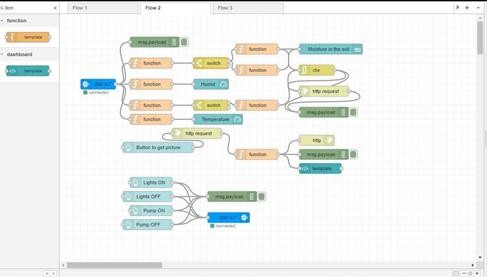 tem
Flow 1
Flow 2
Flow 3
function
template
dashboard
template
msg.payload
function
function
switch
Moisture in the soil
function
rbe
connected
function
Humid
http request
function
switch
function
msg.payload
function
Temperature
http request
Button to get picture
function
http
msg.payload
template
Lights ON
Lights OFF
msg.payload
Pump ON
Pump OFF
connected